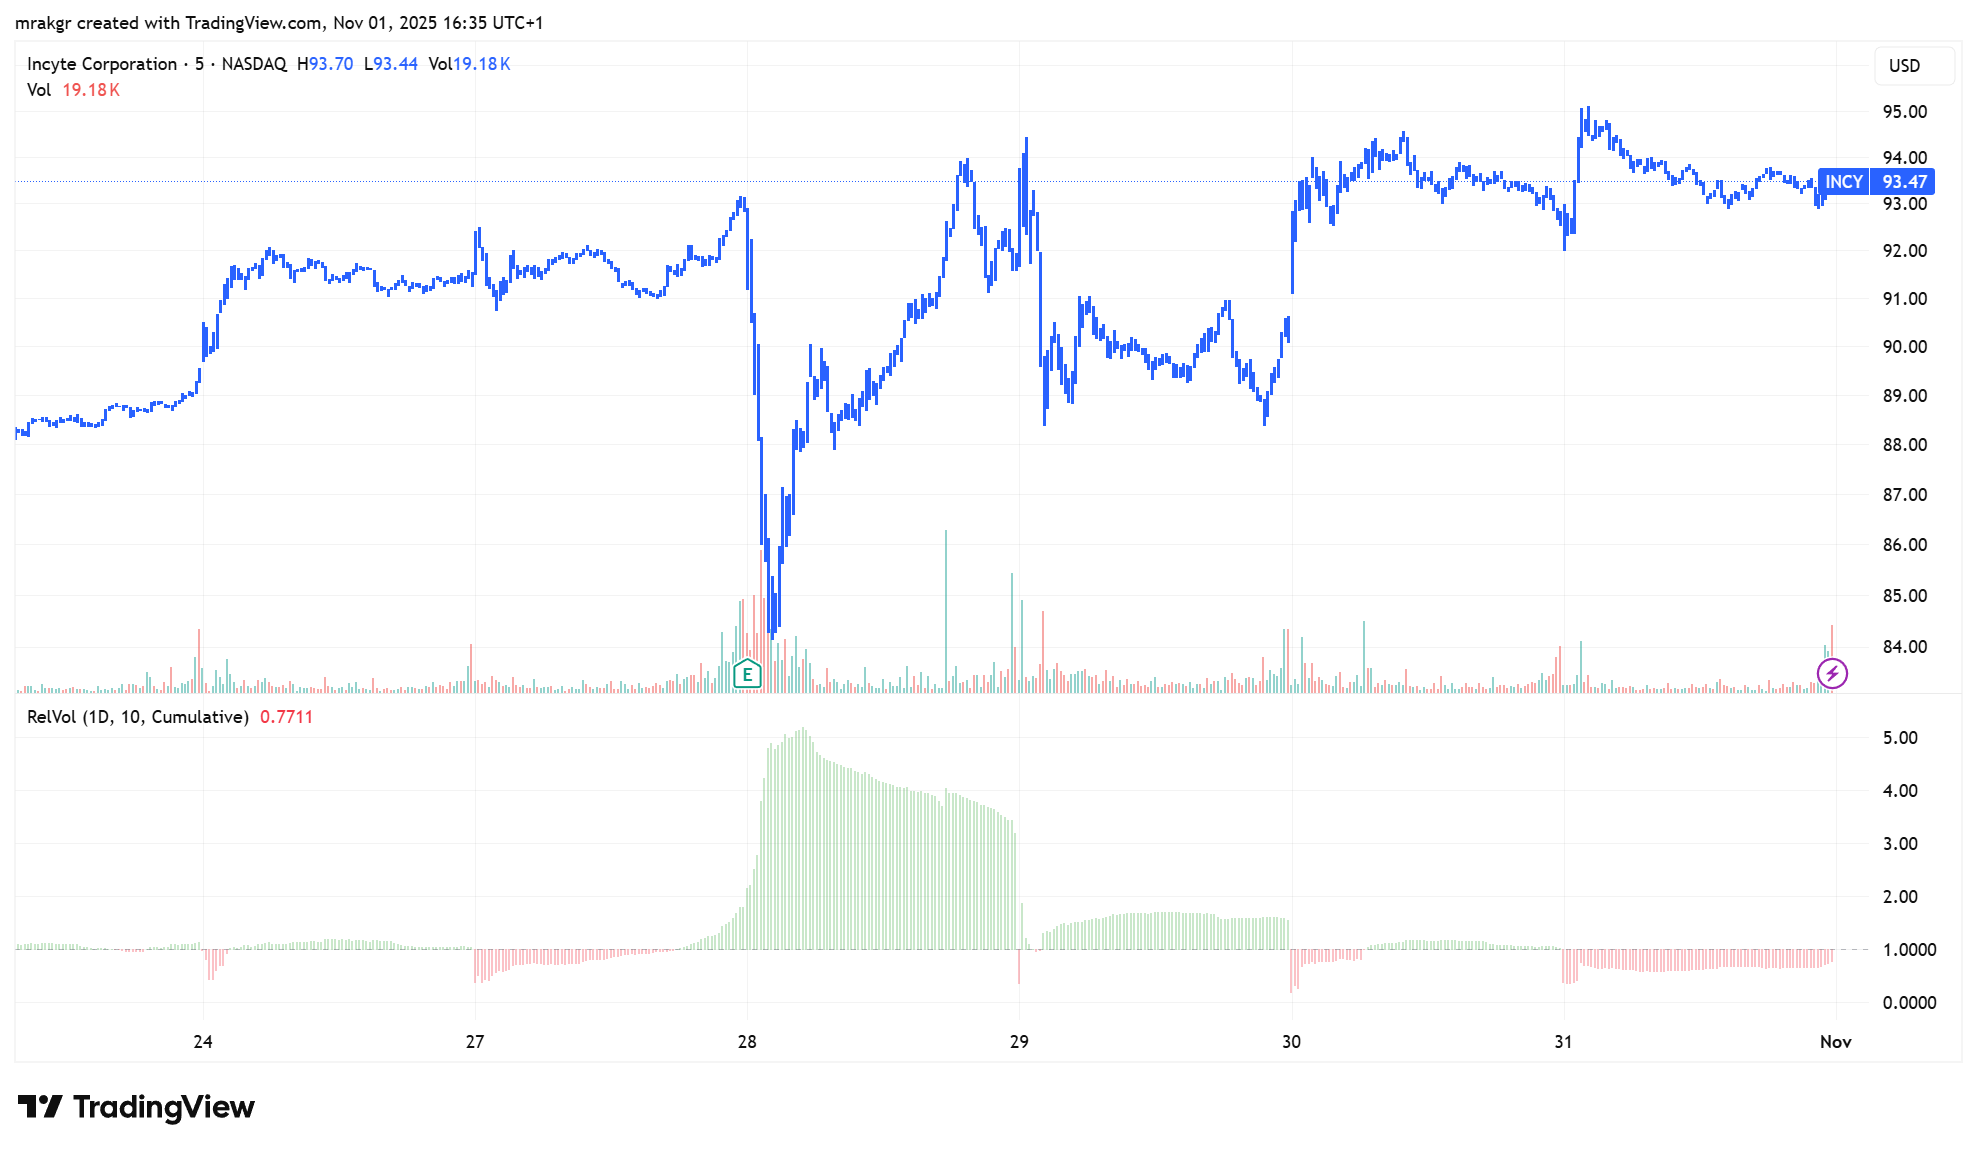 mrakgr created with TradingView.com, Nov 01, 2025 16:35 UTC+1
Incyte Corporation · 5 · NASDAQ H93.70 L93.44 Vol19.18K
Vol 19.18K
USD
95.00
94.00
INCY 93.47
93.00
92.00
91.00
90.00
89.00
88.00
87.00
86.00
85.00
84.00
E
RelVol (1D, 10, Cumulative) 0.7711
5.00
4.00
3.00
2.00
1.0000
0.0000
24 27 28 29 30 31 Nov
TradingView